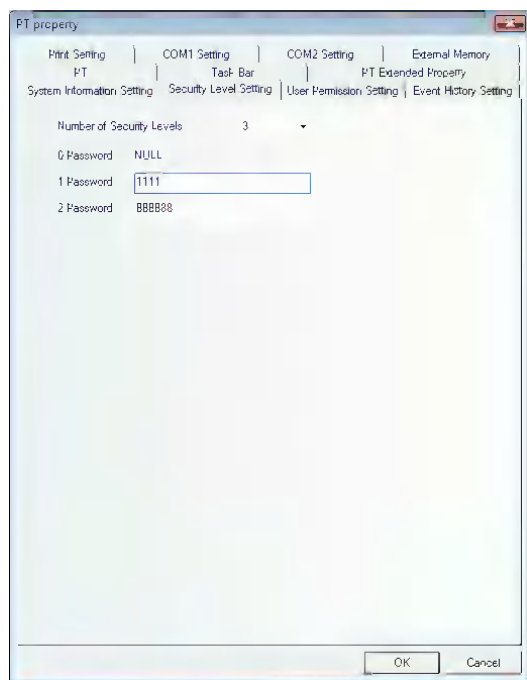 PT property
Print Setting | COM1 Setting | COM2 Setting | External Memory
PT | Task Bar | PT Extended Property
System Information Setting | Security Level Setting | User Permission Setting | Event History Setting
Number of Security Levels 3
0 Password NULL
1 Password 1111
2 Password 888888
OK Cancel